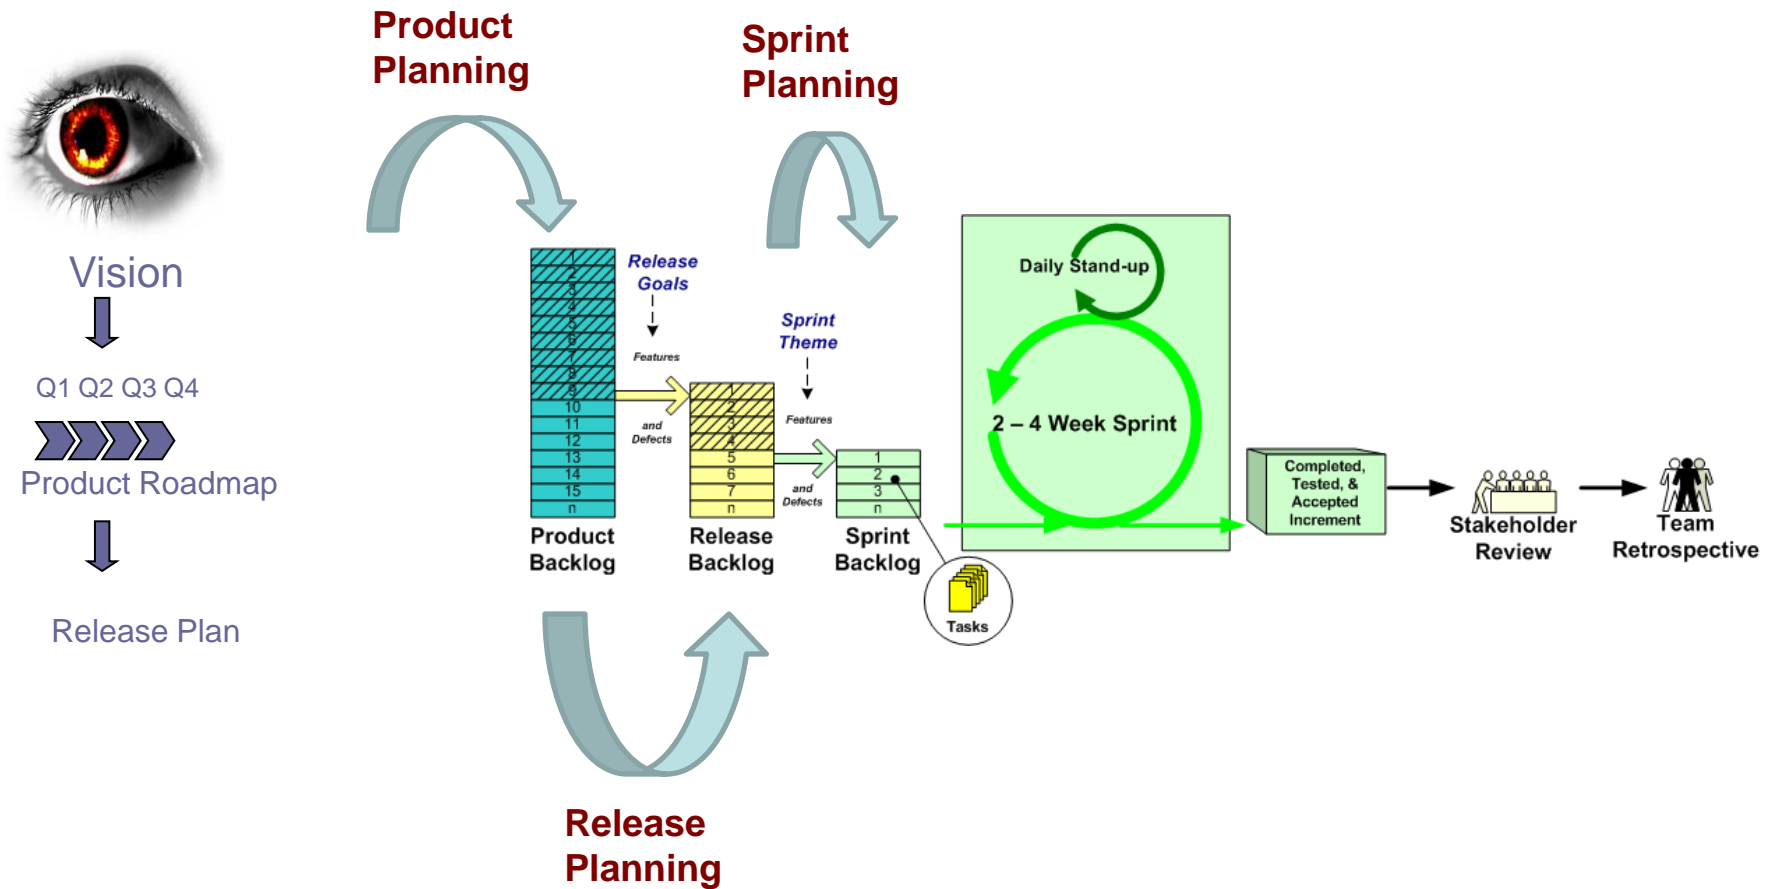 Product
Planning
Sprint
Planning
Vision
Q1 Q2 Q3 Q4
Product Roadmap
Release Plan
1
2
3
4
5
6
7
8
9
10
11
12
13
14
15
n
Product
Backlog
Release
Goals
Features
and
Defects
1
2
3
4
5
6
7
n
Release
Backlog
Sprint
Theme
Features
and
Defects
1
2
3
n
Sprint
Backlog
Tasks
Daily Stand-up
2 – 4 Week Sprint
Completed,
Tested, &
Accepted
Increment
Stakeholder
Review
Team
Retrospective
Release
Planning